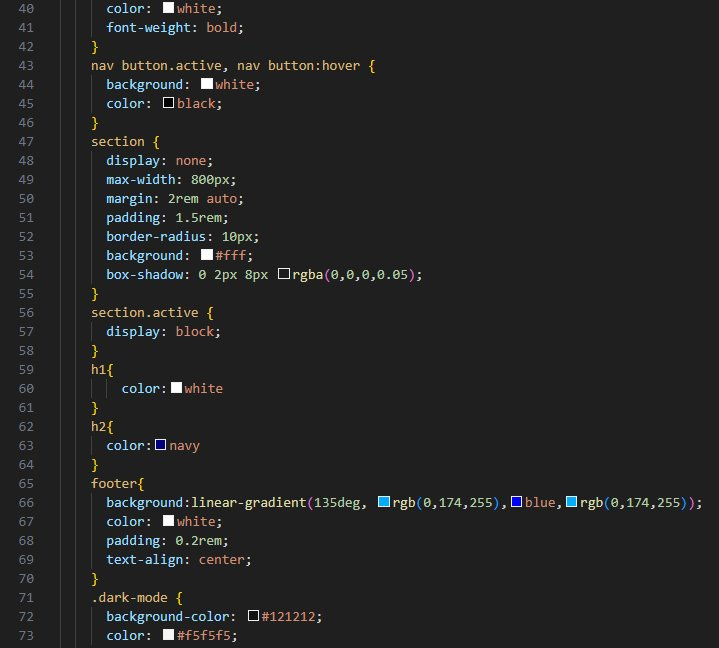 40 color: white;
41 font-weight: bold;
42 }
43 nav button.active, nav button:hover {
44 background: white;
45 color: black;
46 }
47 section {
48 display: none;
49 max-width: 800px;
50 margin: 2rem auto;
51 padding: 1.5rem;
52 border-radius: 10px;
53 background: #fff;
54 box-shadow: 0 2px 8px rgba(0,0,0,0.05);
55 }
56 section.active {
57 display: block;
58 }
59 h1{
60 color:white
61 }
62 h2{
63 color:navy
64 }
65 footer{
66 background:linear-gradient(135deg, rgb(0,174,255),blue,rgb(0,174,255));
67 color: white;
68 padding: 0.2rem;
69 text-align: center;
70 }
71 .dark-mode {
72 background-color: #121212;
73 color: #f5f5f5;